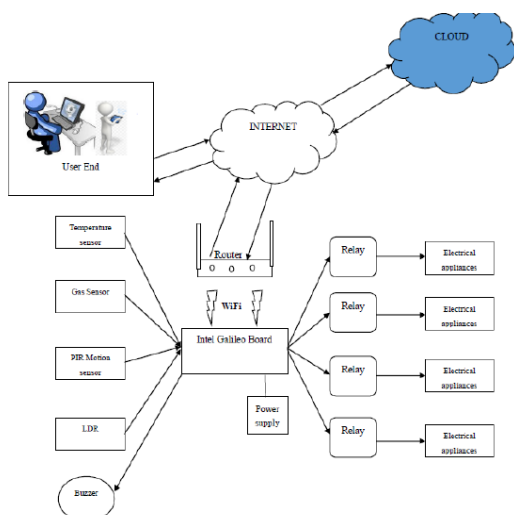 CLOUD
INTERNET
User End
Temperature
sensor
Gas Sensor
PIR Motion
sensor
LDR
Buzzer
Router
WiFi
Intel Galileo Board
Power
supply
Relay
Electrical
appliances
Relay
Electrical
appliances
Relay
Electrical
appliances
Relay
Electrical
appliances